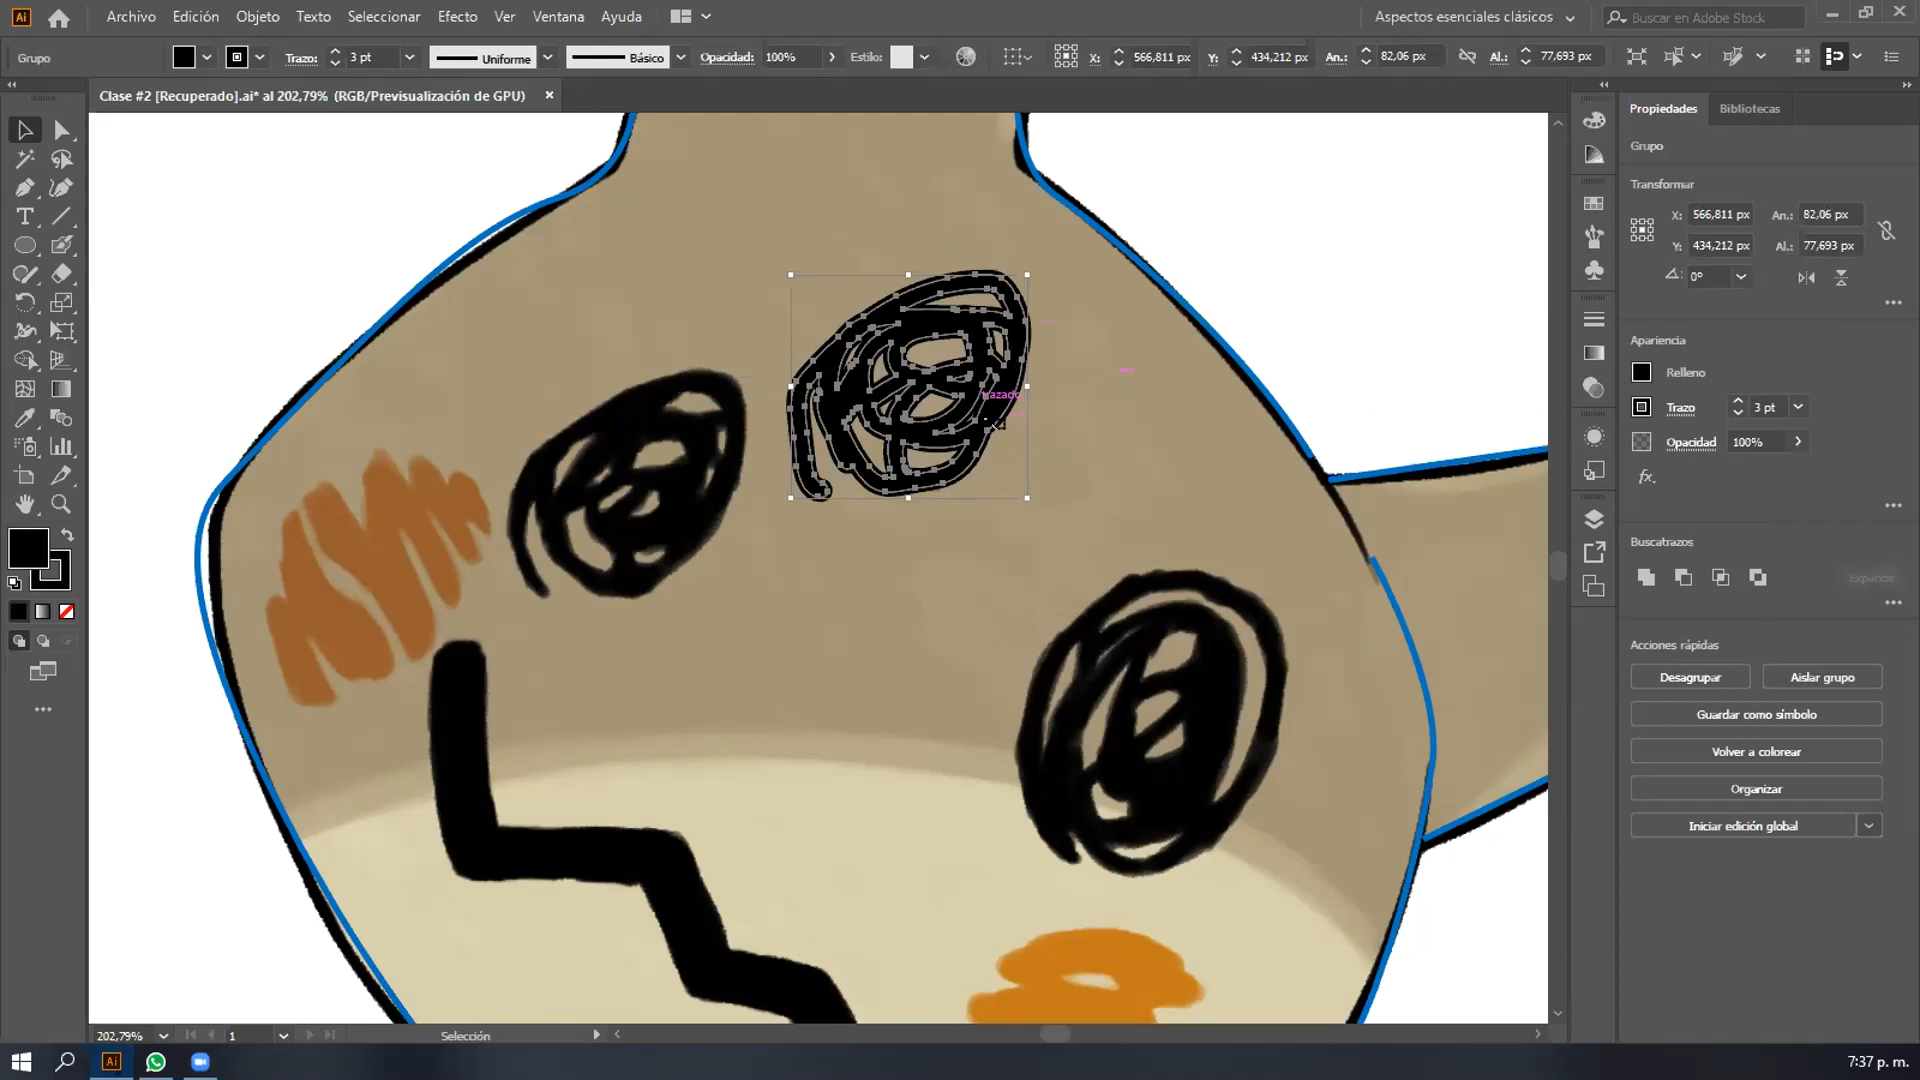 Ai Archivo Edición Objeto Texto Seleccionar Efecto Ver Ventana Ayuda Aspectos esenciales clásicos Buscar en Adobe Stock
Grupo Trazo: 3 pt Uniforme Básico Opacidad: 100% Estilo: X: 566,811 px Y: 434,212 px An.: 82,06 px Al.: 77,693 px
Clase #2 [Recuperado].ai* al 202,79% (RGB/Previsualización de GPU)
Propiedades Bibliotecas
Grupo
Transformar
X: 566,811 px An.: 82,06 px
Y: 434,212 px Al.: 77,693 px
0°
Apariencia
Relleno
Trazo 3 pt
Opacidad 100%
fx.
Buscatrazos
Expandir
Acciones rápidas
Desagrupar Aislar grupo
Guardar como símbolo
Volver a colorear
Organizar
Iniciar edición global
trazado
202,79% 1 Selección
Ai 7:37 p. m.